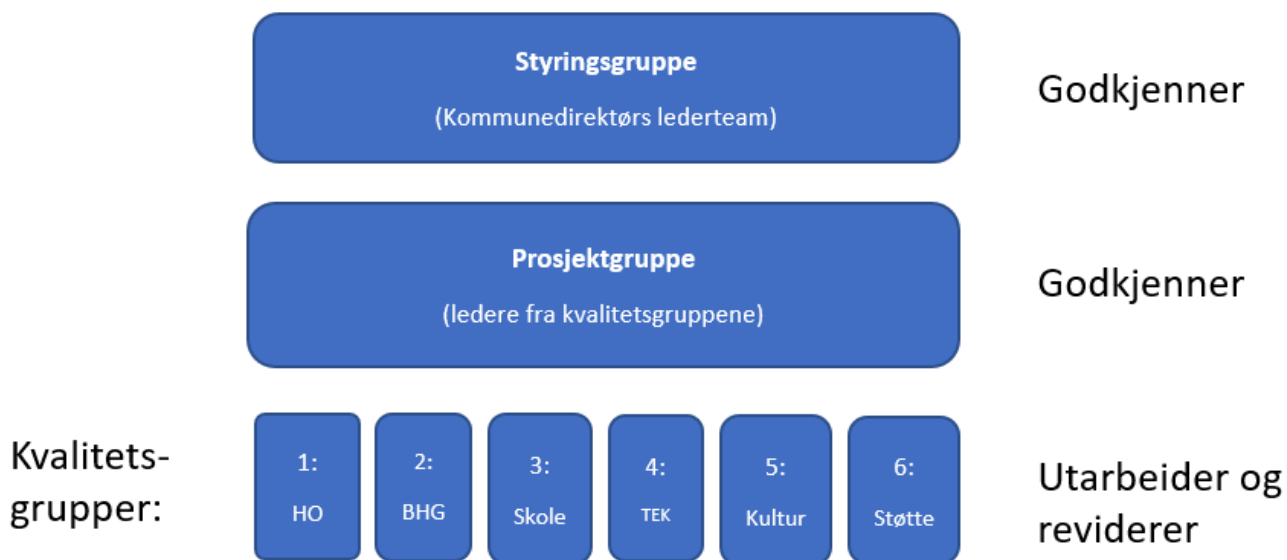 Styringsgruppe
(Kommunedirektørs lederteam)
Godkjenner
Prosjektgruppe
(ledere fra kvalitetsgruppene)
Godkjenner
Kvalitets-
grupper:
1:
HO
2:
BHG
3:
Skole
4:
TEK
5:
Kultur
6:
Støtte
Utarbeider og
reviderer